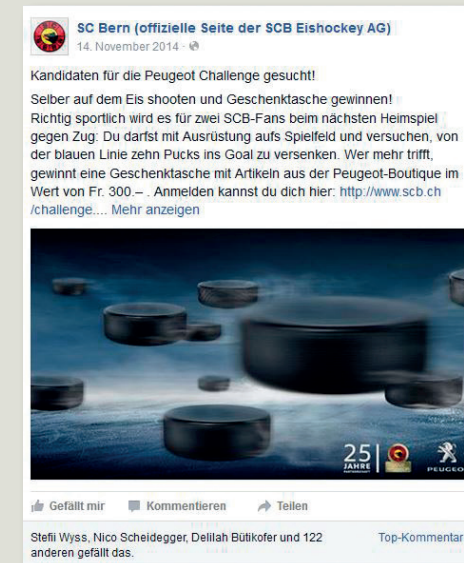 SC Bern (offizielle Seite der SCB Eishockey AG)
14. November 2014 ·
Kandidaten für die Peugeot Challenge gesucht!
Selber auf dem Eis shooten und Geschenktasche gewinnen!
Richtig sportlich wird es für zwei SCB-Fans beim nächsten Heimspiel
gegen Zug: Du darfst mit Ausrüstung aufs Spielfeld und versuchen, von
der blauen Linie zehn Pucks ins Goal zu versenken. Wer mehr trifft,
gewinnt eine Geschenktasche mit Artikeln aus der Peugeot-Boutique im
Wert von Fr. 300.– . Anmelden kannst du dich hier: http://www.scb.ch
/challenge.... Mehr anzeigen
25
JAHRE
PARTNERSCHAFT
PEUGEO
Gefällt mir Kommentieren Teilen
Stefii Wyss, Nico Scheidegger, Delilah Bütikofer und 122 Top-Kommentar
anderen gefällt das.